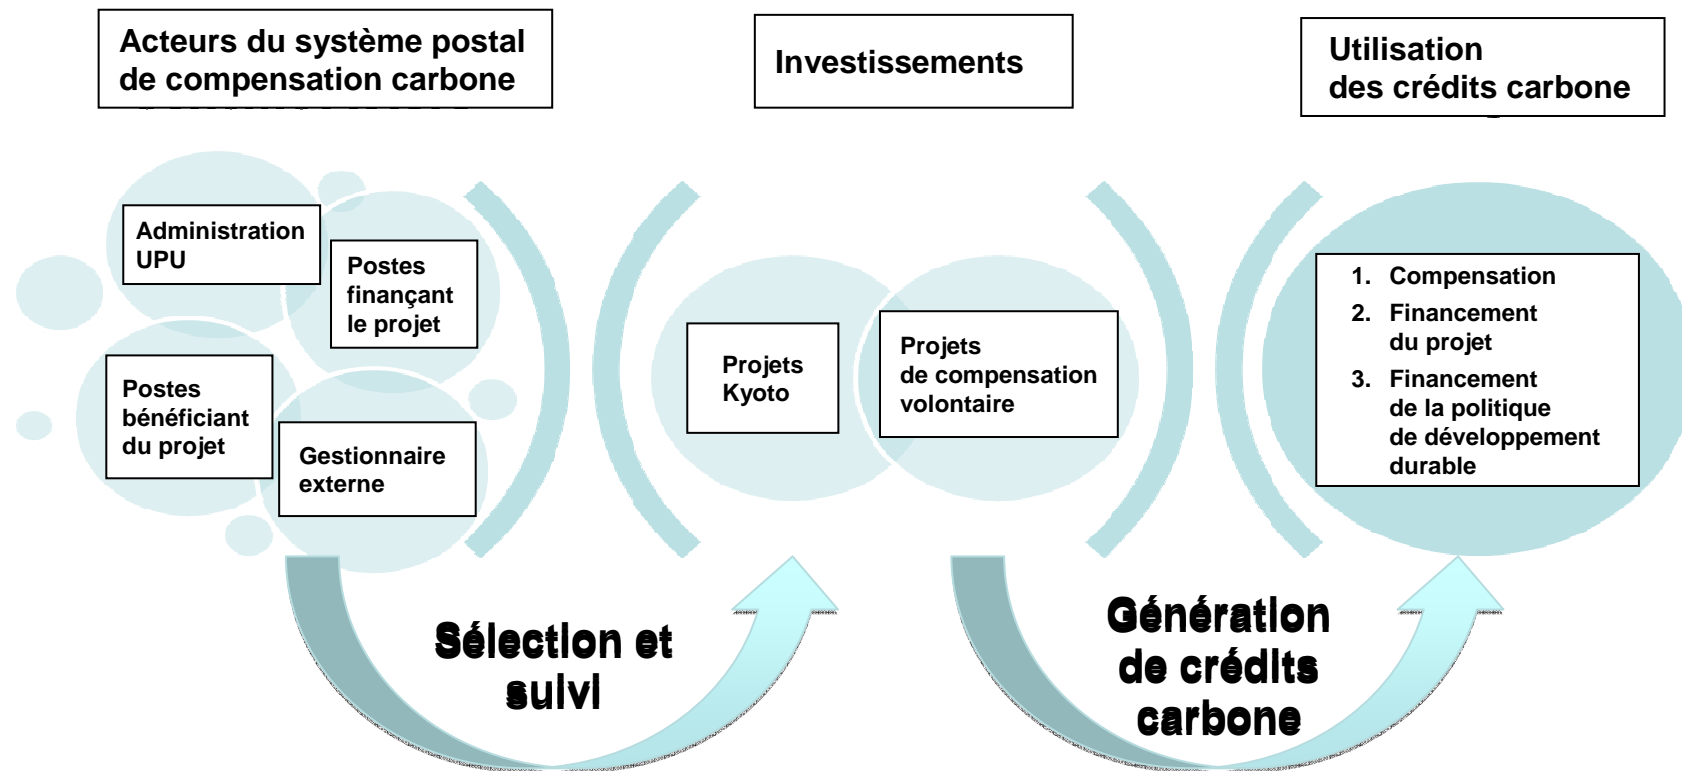 Acteurs du système postal
de compensation carbone
Investissements
Utilisation
des crédits carbone
Administration
UPU
Postes
finançant
le projet
Postes
bénéficiant
du projet
Gestionnaire
externe
Projets
Kyoto
Projets
de compensation
volontaire
1. Compensation
2. Financement
du projet
3. Financement
de la politique
de développement
durable
Sélection et
suivi
Génération
de crédits
carbone